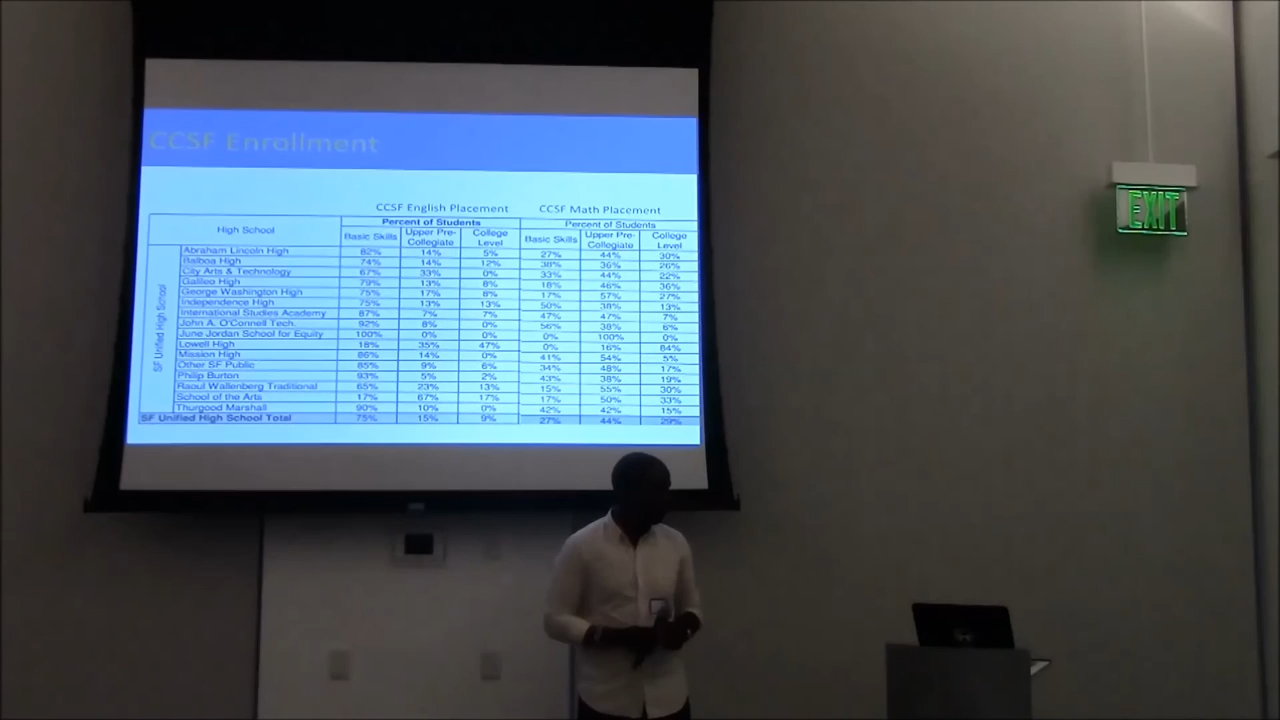 CCSF Enrollment
CCSF English Placement CCSF Math Placement
High School Percent of Students Percent of Students
Basic Skills Upper Pre-Collegiate College Level Basic Skills Upper Pre-Collegiate College Level
SF Unified High School
Abraham Lincoln High 82% 14% 5% 27% 44% 30%
Balboa High 74% 14% 12% 38% 36% 26%
City Arts & Technology 67% 33% 0% 33% 44% 22%
Galileo High 79% 13% 8% 18% 46% 36%
George Washington High 75% 17% 8% 17% 57% 27%
Independence High 75% 13% 13% 50% 38% 13%
International Studies Academy 87% 7% 7% 47% 47% 7%
John A. O'Connell Tech. 92% 8% 0% 56% 38% 6%
June Jordan School for Equity 100% 0% 0% 0% 100% 0%
Lowell High 18% 35% 47% 0% 16% 84%
Mission High 86% 14% 0% 41% 54% 5%
Other SF Public 85% 9% 6% 34% 48% 17%
Philip Burton 93% 5% 2% 43% 38% 19%
Raoul Wallenberg Traditional 65% 23% 13% 15% 55% 30%
School of the Arts 17% 67% 17% 17% 50% 33%
Thurgood Marshall 90% 10% 0% 42% 42% 15%
SF Unified High School Total 75% 15% 9% 27% 44% 29%
EXIT